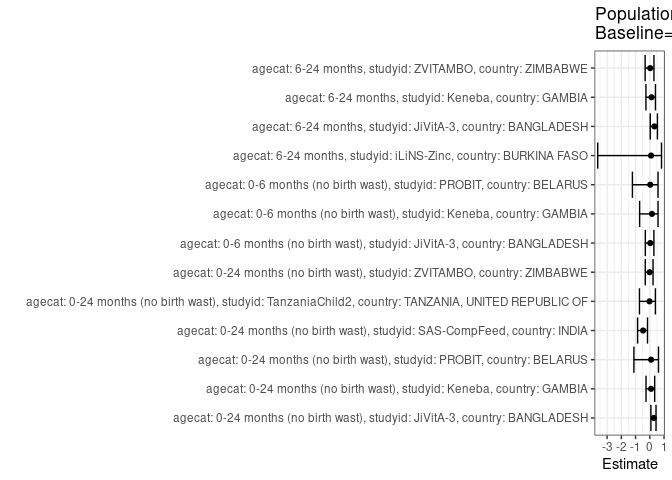 Population
Baseline=
agecat: 6-24 months, studyid: ZVITAMBO, country: ZIMBABWE
agecat: 6-24 months, studyid: Keneba, country: GAMBIA
agecat: 6-24 months, studyid: JiVitA-3, country: BANGLADESH
agecat: 6-24 months, studyid: iLiNS-Zinc, country: BURKINA FASO
agecat: 0-6 months (no birth wast), studyid: PROBIT, country: BELARUS
agecat: 0-6 months (no birth wast), studyid: Keneba, country: GAMBIA
agecat: 0-6 months (no birth wast), studyid: JiVitA-3, country: BANGLADESH
agecat: 0-24 months (no birth wast), studyid: ZVITAMBO, country: ZIMBABWE
agecat: 0-24 months (no birth wast), studyid: TanzaniaChild2, country: TANZANIA, UNITED REPUBLIC OF
agecat: 0-24 months (no birth wast), studyid: SAS-CompFeed, country: INDIA
agecat: 0-24 months (no birth wast), studyid: PROBIT, country: BELARUS
agecat: 0-24 months (no birth wast), studyid: Keneba, country: GAMBIA
agecat: 0-24 months (no birth wast), studyid: JiVitA-3, country: BANGLADESH
-3 -2 -1 0 1
Estimate